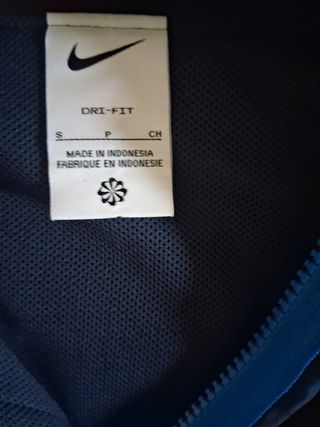 DRI-FIT
S P CH
MADE IN INDONESIA
FABRIQUE EN INDONESIE